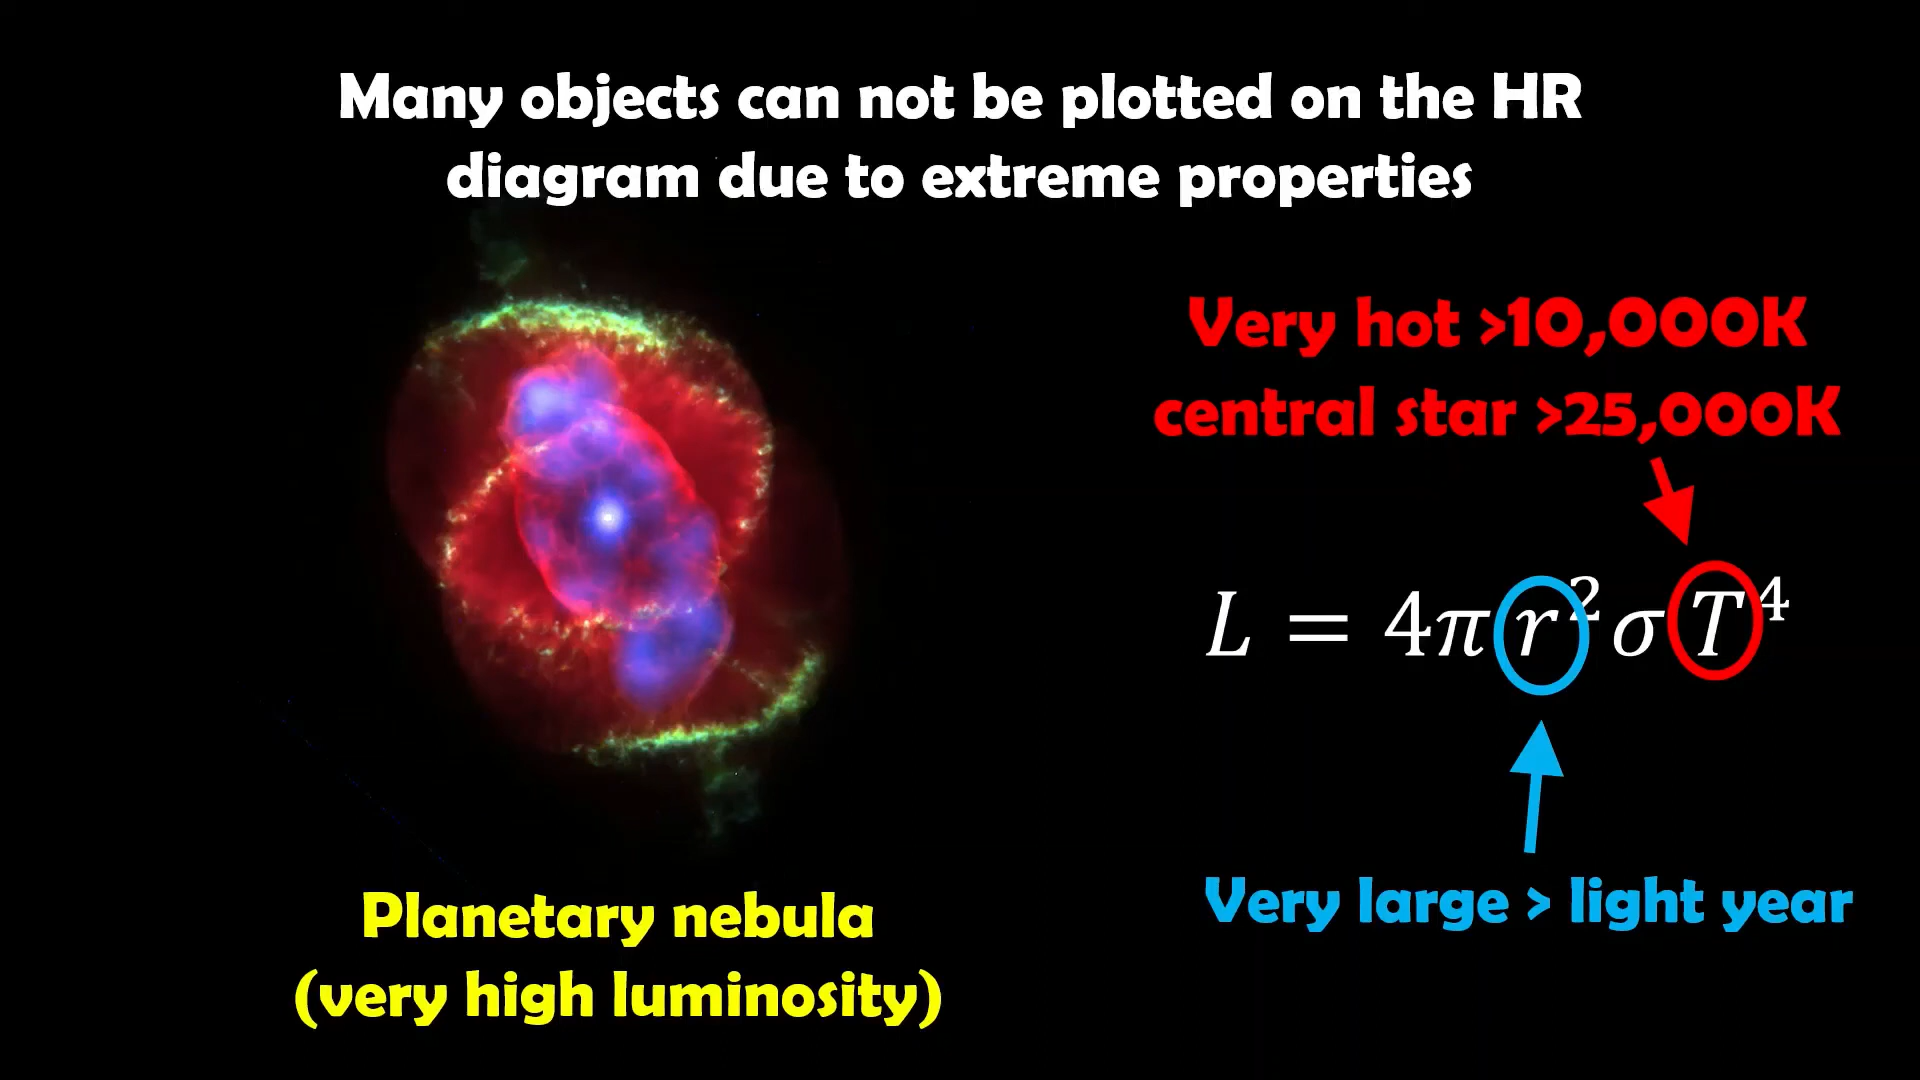 Many objects can not be plotted on the HR
diagram due to extreme properties
Very hot >10,000K
central star >25,000K
L = 4πr²σT⁴
Very large > light year
Planetary nebula
(very high luminosity)